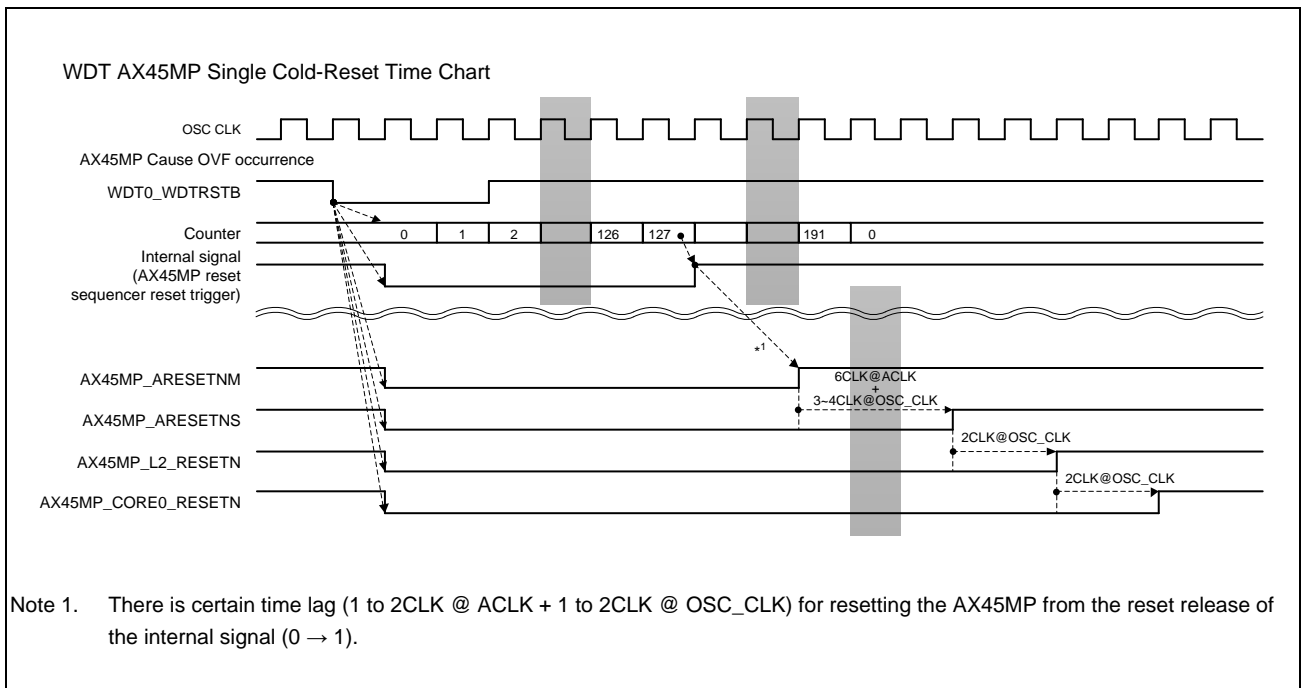 WDT AX45MP Single Cold-Reset Time Chart
OSC CLK
AX45MP Cause OVF occurrence
WDT0_WDTRSTB
Counter 0 1 2 126 127 191 0
Internal signal
(AX45MP reset
sequencer reset trigger)
*1
AX45MP_ARESETNM
6CLK@ACLK
+
3~4CLK@OSC_CLK
AX45MP_ARESETNS
2CLK@OSC_CLK
AX45MP_L2_RESETN
2CLK@OSC_CLK
AX45MP_CORE0_RESETN
Note 1. There is certain time lag (1 to 2CLK @ ACLK + 1 to 2CLK @ OSC_CLK) for resetting the AX45MP from the reset release of
the internal signal (0 → 1).